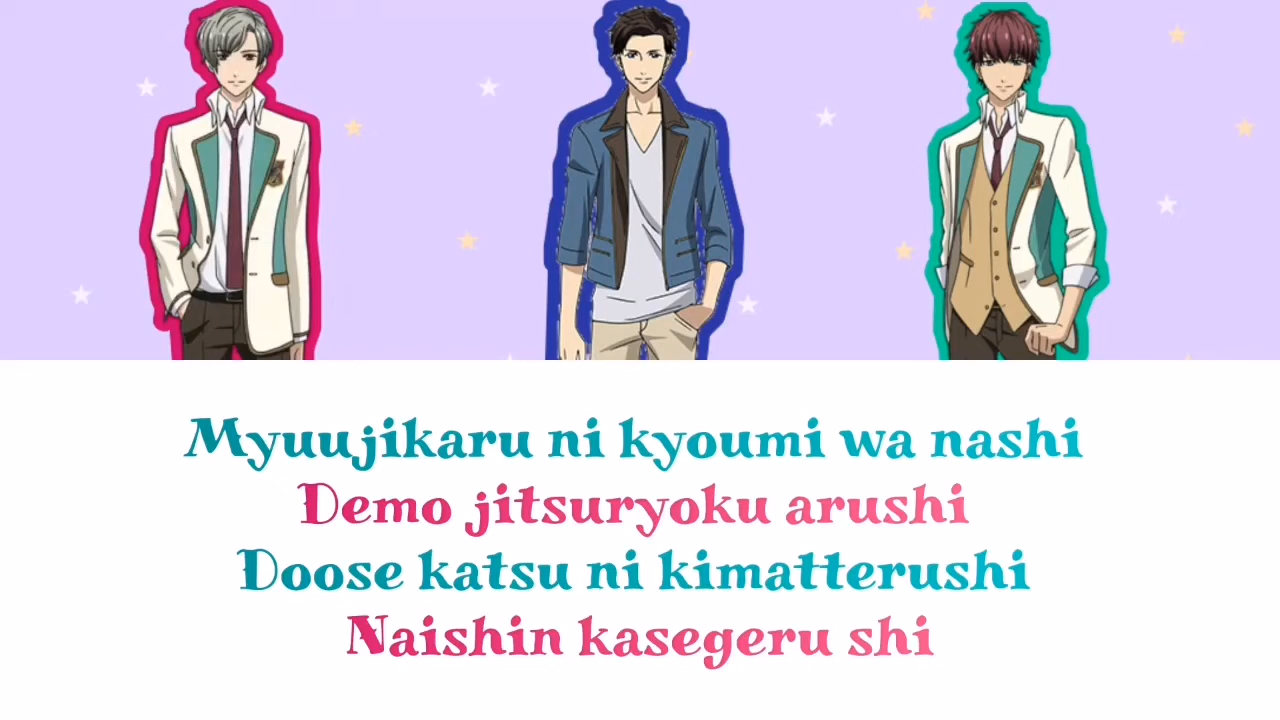 Myuujikaru ni kyoumi wa nashi
Demo jitsuryoku arushi
Doose katsu ni kimatterushi
Naishin kasegeru shi